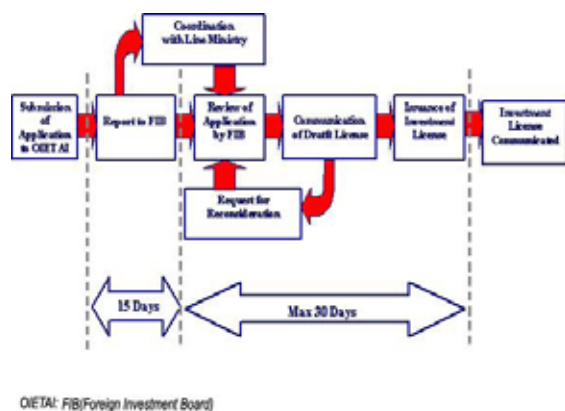 Coordination
with Line Ministry
Submission
of
Application
to OIETAI
Report to FIB
Review of
Application
by FIB
Communication
of Draft License
Issuance of
Investment
License
Investment
License
Communicated
Request for
Reconsideration
15 Days
Max 30 Days
OIETAI: FIB(Foreign Investment Board)